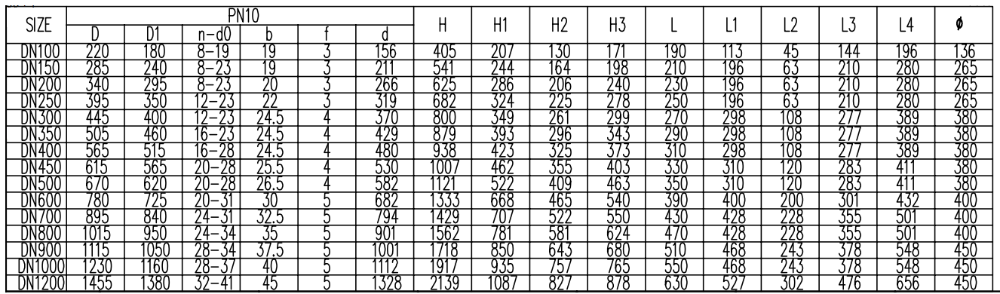 SIZE PN10 H H1 H2 H3 L L1 L2 L3 L4 ϕ
D D1 n-d0 b f d
DN100 220 180 8-19 19 3 156 405 207 130 171 190 113 45 144 196 136
DN150 285 240 8-23 19 3 211 541 244 164 198 210 196 63 210 280 265
DN200 340 295 8-23 20 3 266 625 286 206 240 230 196 63 210 280 265
DN250 395 350 12-23 22 3 319 682 324 225 278 250 196 63 210 280 265
DN300 445 400 12-23 24.5 4 370 800 349 261 299 270 298 108 277 389 380
DN350 505 460 16-23 24.5 4 429 879 393 296 343 290 298 108 277 389 380
DN400 565 515 16-28 24.5 4 480 938 423 325 373 310 298 108 277 389 380
DN450 615 565 20-28 25.5 4 530 1007 462 355 403 330 310 120 283 411 380
DN500 670 620 20-28 26.5 4 582 1121 522 409 463 350 310 120 283 411 380
DN600 780 725 20-31 30 5 682 1333 668 465 540 390 400 200 301 432 400
DN700 895 840 24-31 32.5 5 794 1429 707 522 550 430 428 228 355 501 400
DN800 1015 950 24-34 35 5 901 1562 781 581 624 470 428 228 355 501 400
DN900 1115 1050 28-34 37.5 5 1001 1718 850 643 680 510 468 243 378 548 450
DN1000 1230 1160 28-37 40 5 1112 1917 935 757 765 550 468 243 378 548 450
DN1200 1455 1380 32-41 45 5 1328 2139 1087 827 878 630 527 302 476 656 450